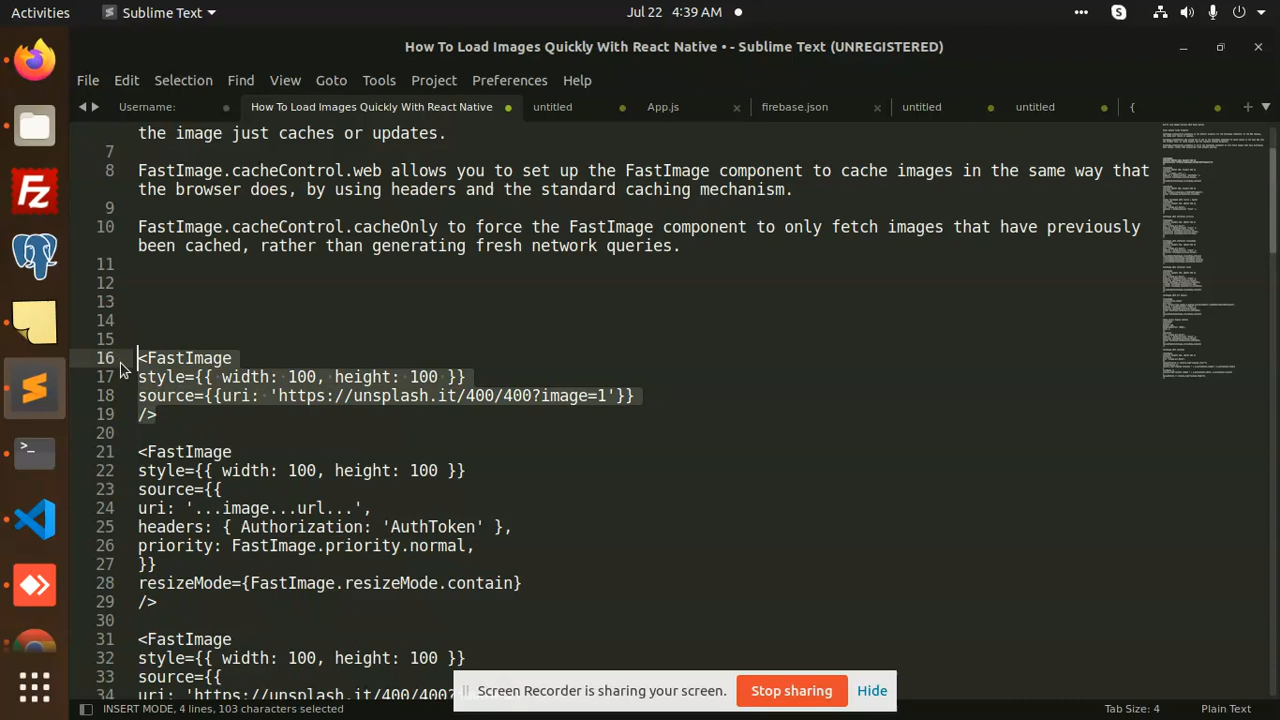 Activities Sublime Text Jul 22 4:39 AM
How To Load Images Quickly With React Native • - Sublime Text (UNREGISTERED)
File Edit Selection Find View Goto Tools Project Preferences Help
Username: How To Load Images Quickly With React Native untitled App.js firebase.json untitled untitled {
the image just caches or updates.
7
8 FastImage.cacheControl.web allows you to set up the FastImage component to cache images in the same way that
the browser does, by using headers end the standard caching mechanism.
9
10 FastImage.cacheControl.cacheonly to force the FastImage component to only fetch images that have previously
been cached, rather than generating fresh network queries.
11
12
13
14
15
16 <FastImage
17 style={{ width: 100, height: 100 }}
18 source={{uri: 'https://unsplash.it/400/400?image=1'}}
19 />
20
21 <FastImage
22 style={{ width: 100, height: 100 }}
23 source={{
24 uri: '...image...url...',
25 headers: { Authorization: 'AuthToken' },
26 priority: FastImage.priority.normal,
27 }}
28 resizeMode={FastImage.resizeMode.contain}
29 />
30
31 <FastImage
32 style={{ width: 100, height: 100 }}
33 source={{
34 uri: 'https://unsplash.it/400/400?
Screen Recorder is sharing your screen. Stop sharing Hide
INSERT MODE, 4 lines, 103 characters selected Tab Size: 4 Plain Text